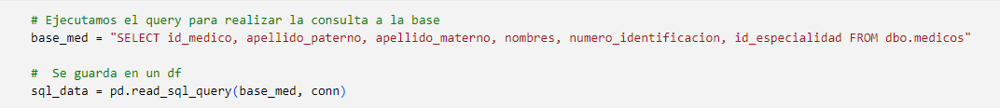 # Ejecutamos el query para realizar la consulta a la base
base_med = "SELECT id_medico, apellido_paterno, apellido_materno, nombres, numero_identificacion, id_especialidad FROM dbo.medicos"
#  Se guarda en un df
sql_data = pd.read_sql_query(base_med, conn)